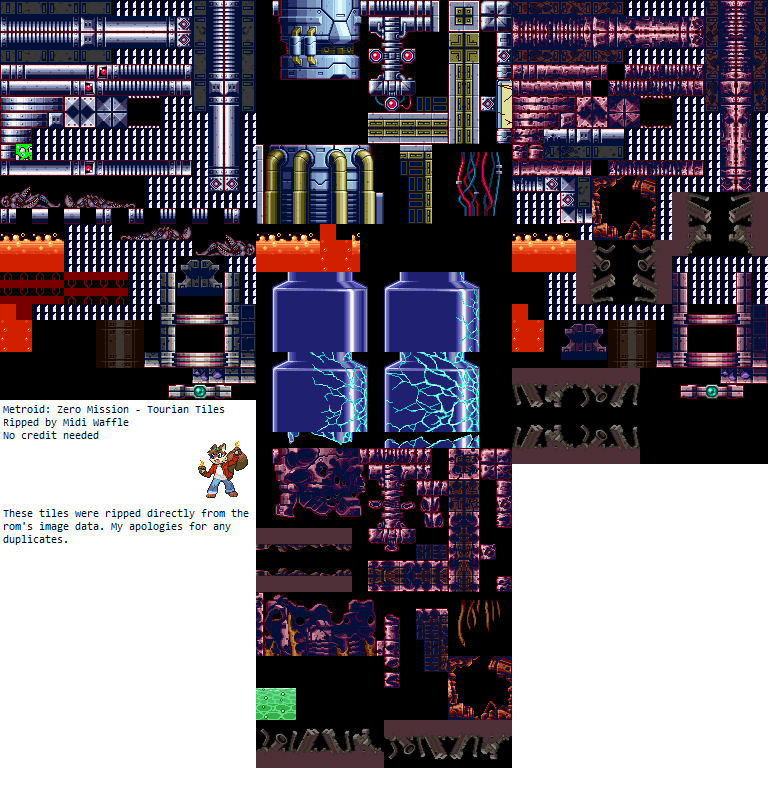 Metroid: Zero Mission - Tourian Tiles
Ripped by Midi Waffle
No credit needed
These tiles were ripped directly from the
rom's image data. My apologies for any
duplicates.